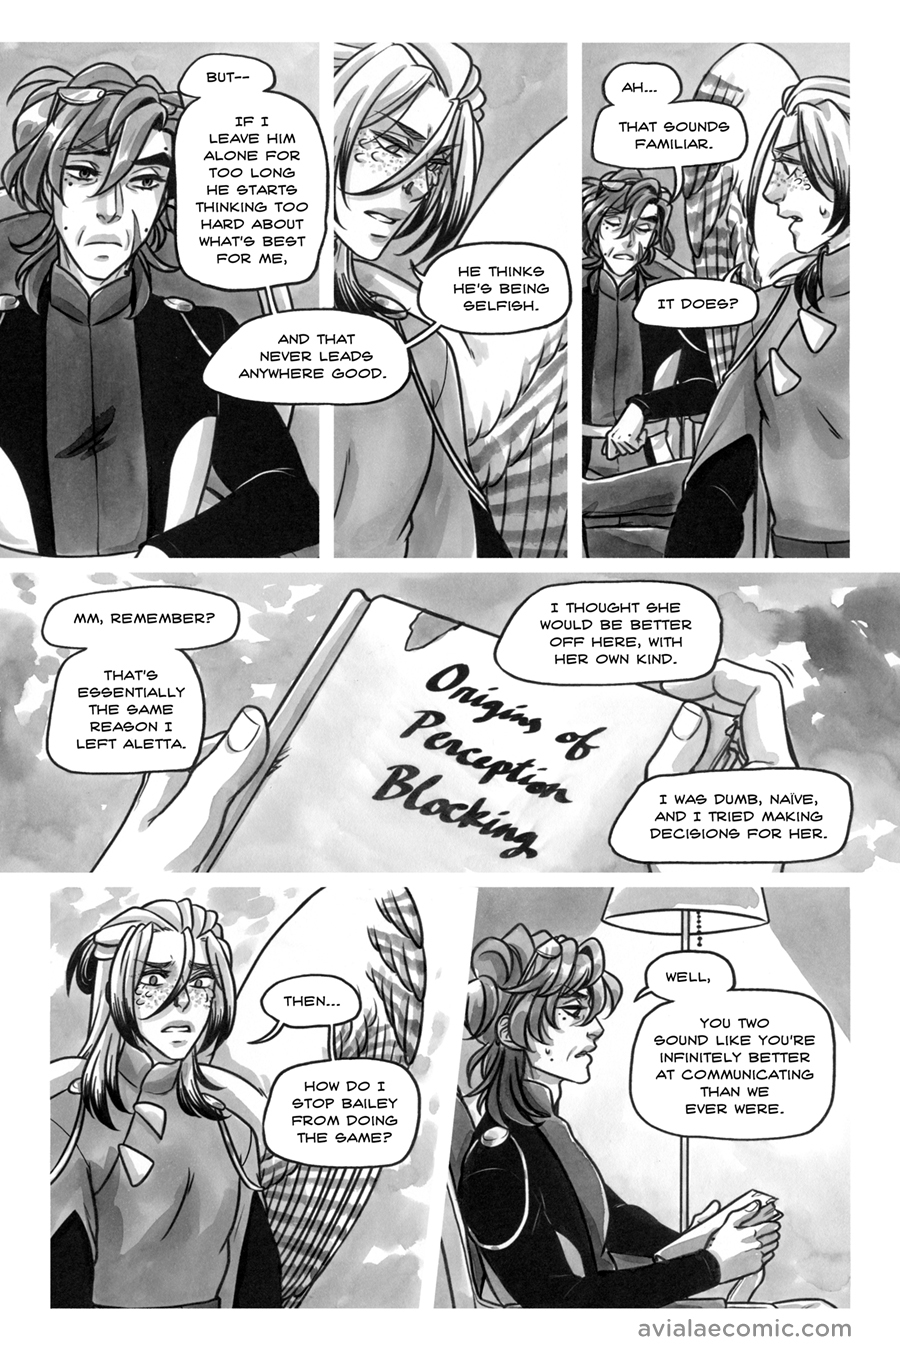 BUT--
IF I
LEAVE HIM
ALONE FOR
TOO LONG
HE STARTS
THINKING TOO
HARD ABOUT
WHAT'S BEST
FOR ME,
AND THAT
NEVER LEADS
ANYWHERE GOOD.
HE THINKS
HE'S BEING
SELFISH.
AH...
THAT SOUNDS
FAMILIAR.
IT DOES?
MM, REMEMBER?
THAT'S
ESSENTIALLY
THE SAME
REASON I
LEFT ALETTA.
Origins of
Perception
Blocking
I THOUGHT SHE
WOULD BE BETTER
OFF HERE, WITH
HER OWN KIND.
I WAS DUMB, NAÏVE,
AND I TRIED MAKING
DECISIONS FOR HER.
THEN...
HOW DO I
STOP BAILEY
FROM DOING
THE SAME?
WELL,
YOU TWO
SOUND LIKE YOU'RE
INFINITELY BETTER
AT COMMUNICATING
THAN WE
EVER WERE.
avialaecomic.com